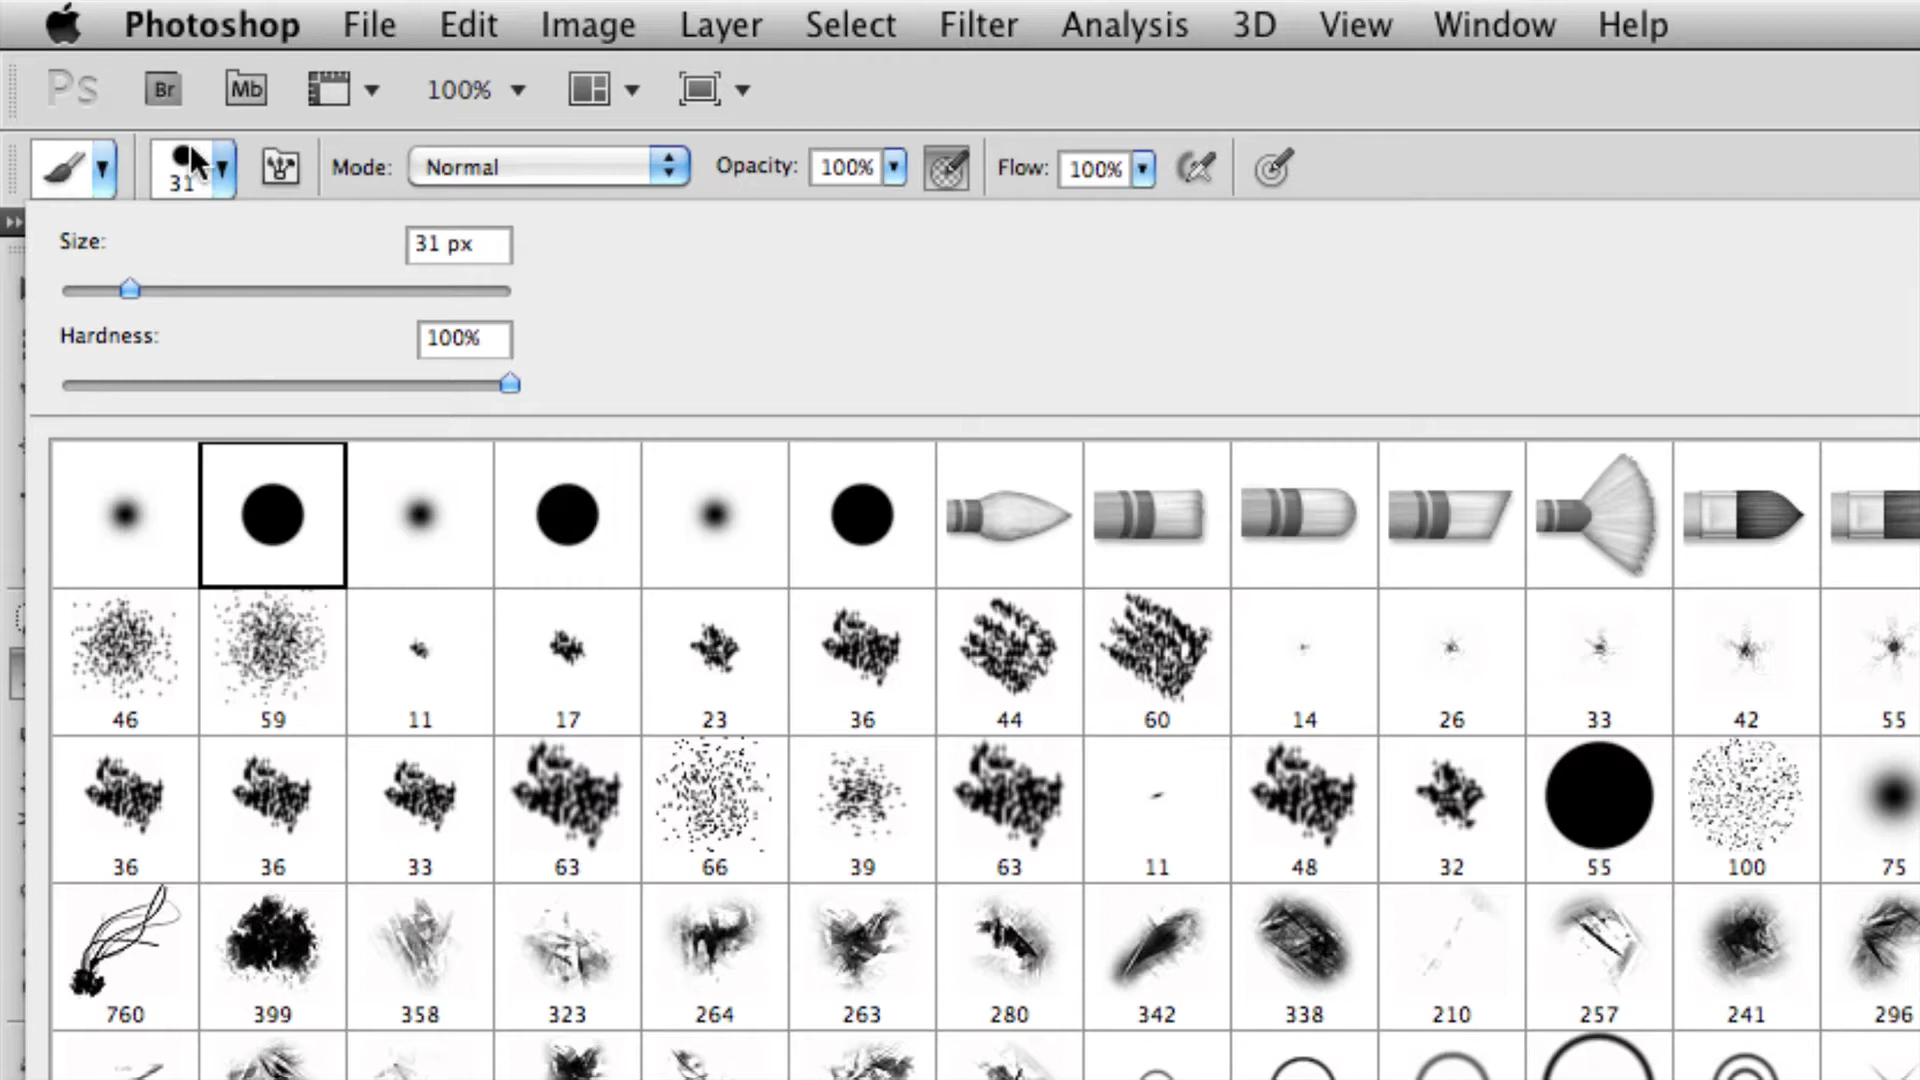 Photoshop File Edit Image Layer Select Filter Analysis 3D View Window Help
Ps Br Mb 100%
31 Mode: Normal Opacity: 100% Flow: 100%
Size: 31 px
Hardness: 100%
46 59 11 17 23 36 44 60 14 26 33 42 55
36 36 33 63 66 39 63 11 48 32 55 100 75
760 399 358 323 264 263 280 342 338 210 257 241 296